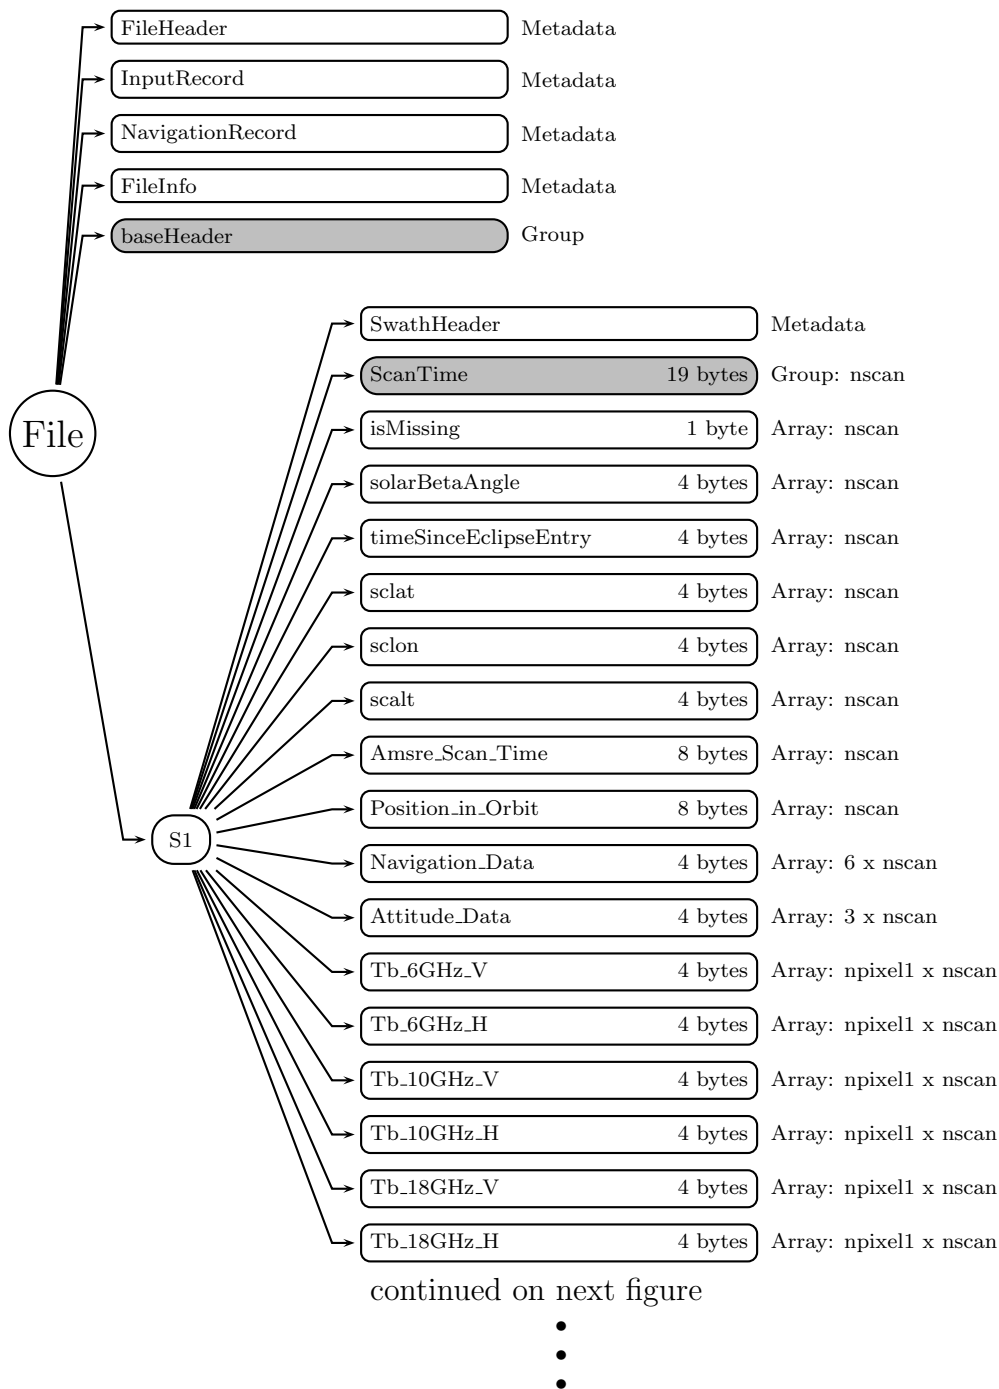 FileHeader Metadata
InputRecord Metadata
NavigationRecord Metadata
FileInfo Metadata
baseHeader Group
SwathHeader Metadata
ScanTime 19 bytes Group: nscan
File
isMissing 1 byte Array: nscan
solarBetaAngle 4 bytes Array: nscan
timeSinceEclipseEntry 4 bytes Array: nscan
sclat 4 bytes Array: nscan
sclon 4 bytes Array: nscan
scalt 4 bytes Array: nscan
Amsre_Scan_Time 8 bytes Array: nscan
Position_in_Orbit 8 bytes Array: nscan
S1
Navigation_Data 4 bytes Array: 6 x nscan
Attitude_Data 4 bytes Array: 3 x nscan
Tb_6GHz_V 4 bytes Array: npixel1 x nscan
Tb_6GHz_H 4 bytes Array: npixel1 x nscan
Tb_10GHz_V 4 bytes Array: npixel1 x nscan
Tb_10GHz_H 4 bytes Array: npixel1 x nscan
Tb_18GHz_V 4 bytes Array: npixel1 x nscan
Tb_18GHz_H 4 bytes Array: npixel1 x nscan
continued on next figure